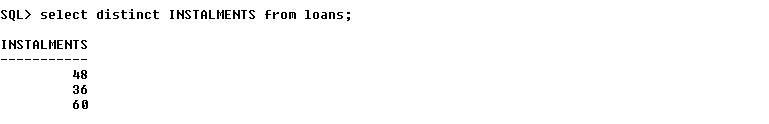 SQL> select distinct INSTALMENTS from loans;
INSTALMENTS
-----------
48
36
60